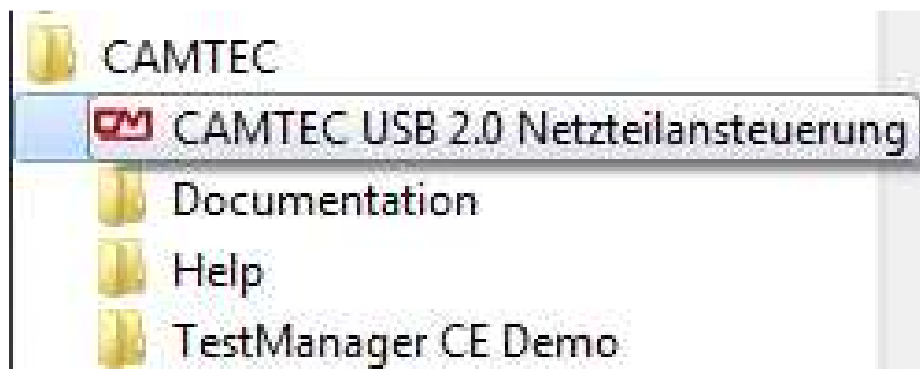 CAMTEC
CAMTEC USB 2.0 Netzteilansteuerung
Documentation
Help
TestManager CE Demo